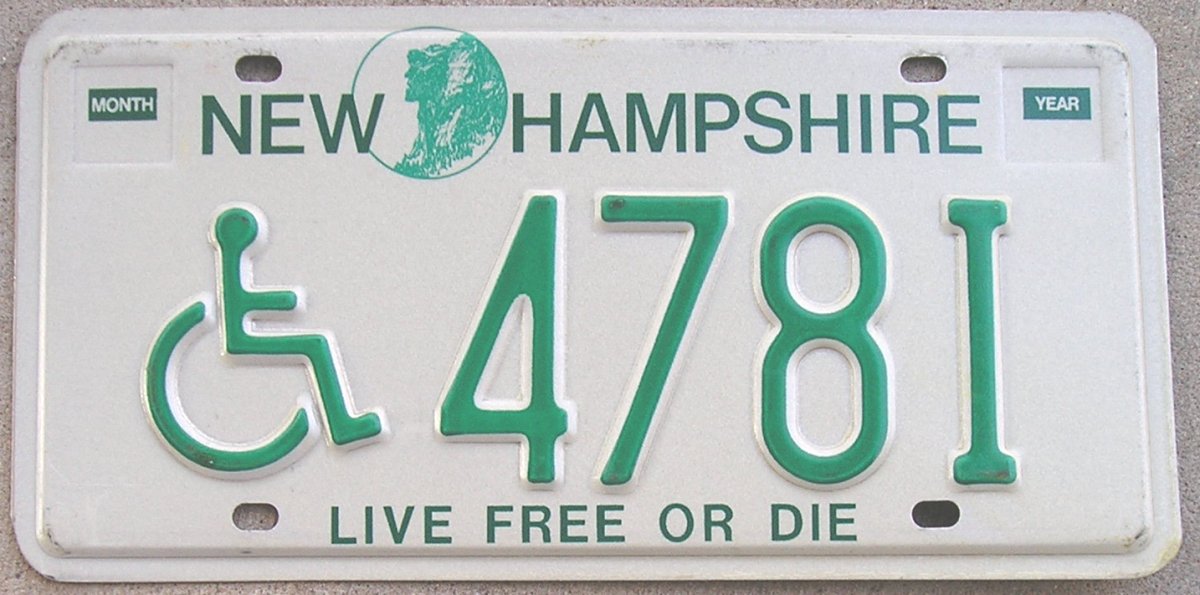 MONTH
NEW HAMPSHIRE
YEAR
4781
LIVE FREE OR DIE